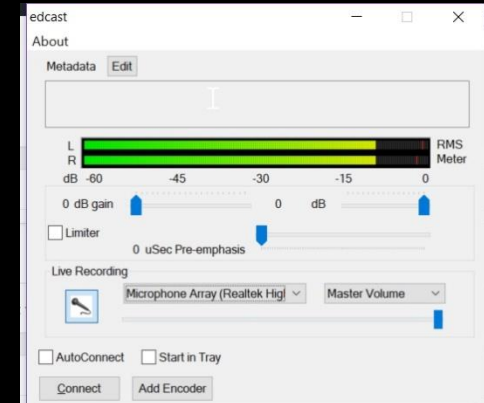 edcast
About
Metadata Edit
L RMS
R Meter
dB -60 -45 -30 -15 0
0 dB gain 0 dB
Limiter
0 uSec Pre-emphasis
Live Recording
Microphone Array (Realtek Higl Master Volume
AutoConnect Start in Tray
Connect Add Encoder